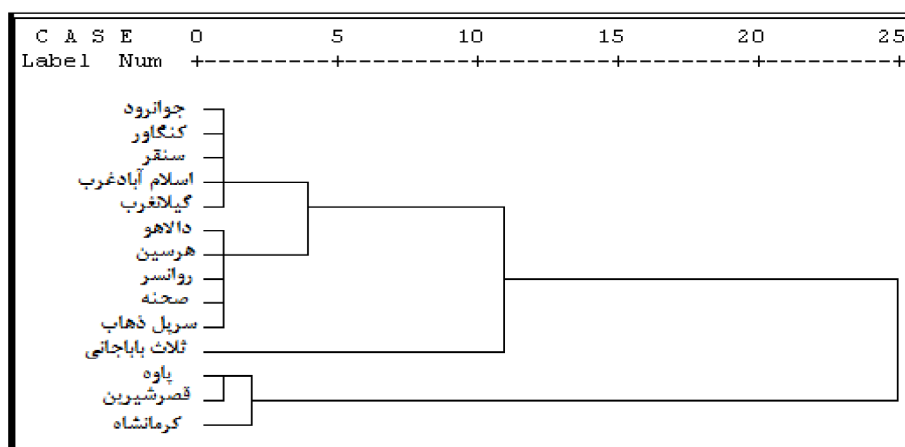 C A S E 0 5 10 15 20 25
Label Num +---------+---------+---------+---------+---------+
جوانرود
کنگاور
سنقر
اسلام آبادغرب
گیلانغرب
دالاهو
هرسین
روانسر
صحنه
سرپل ذهاب
ثلاث باباجانی
پاوه
قصرشیرین
کرمانشاه